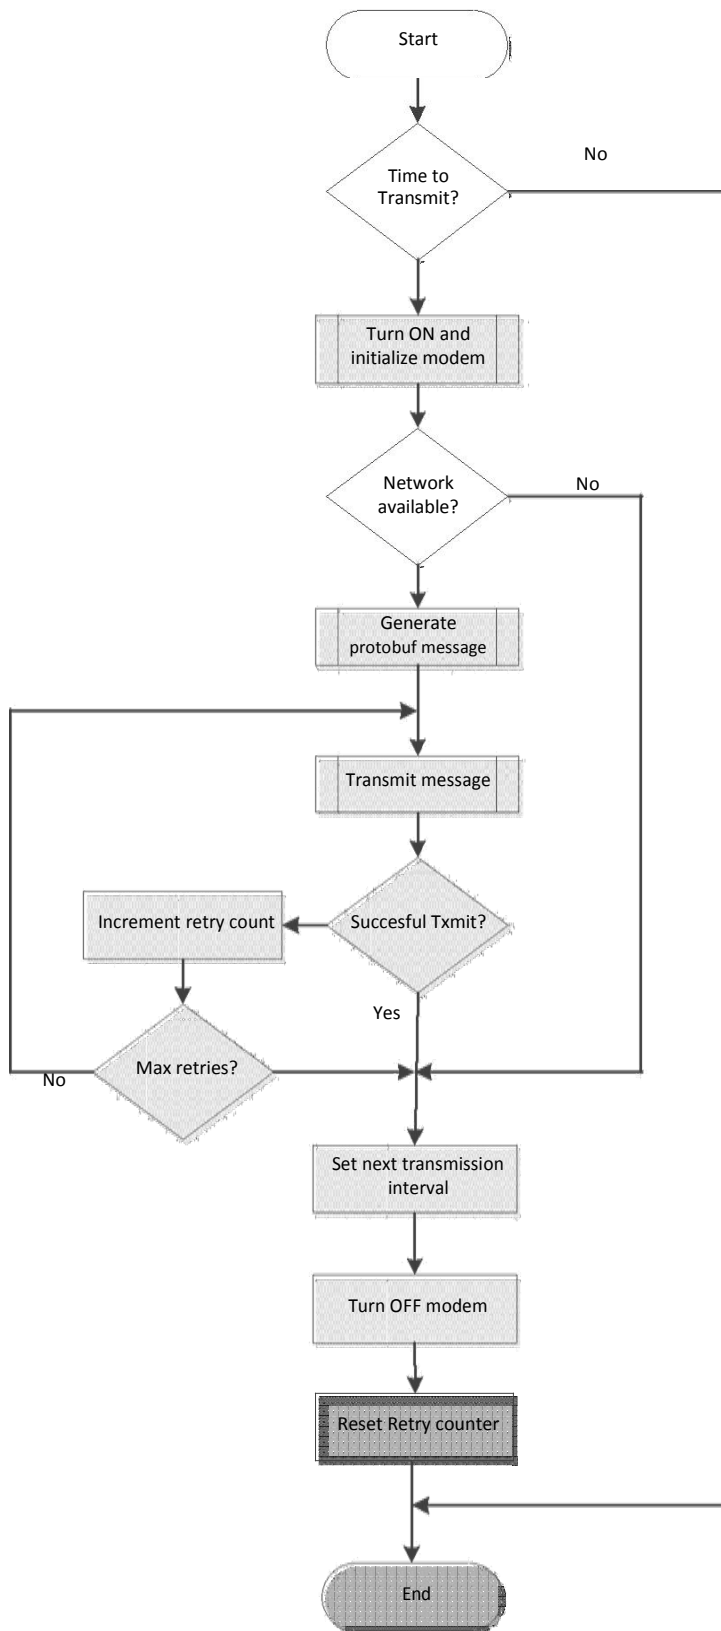 Start
No
Time to
Transmit?
Turn ON and
initialize modem
Network
available?
No
Generate
protobuf message
Transmit message
Increment retry count
Succesful Txmit?
Yes
Max retries?
No
Set next transmission
interval
Turn OFF modem
Reset Retry counter
End